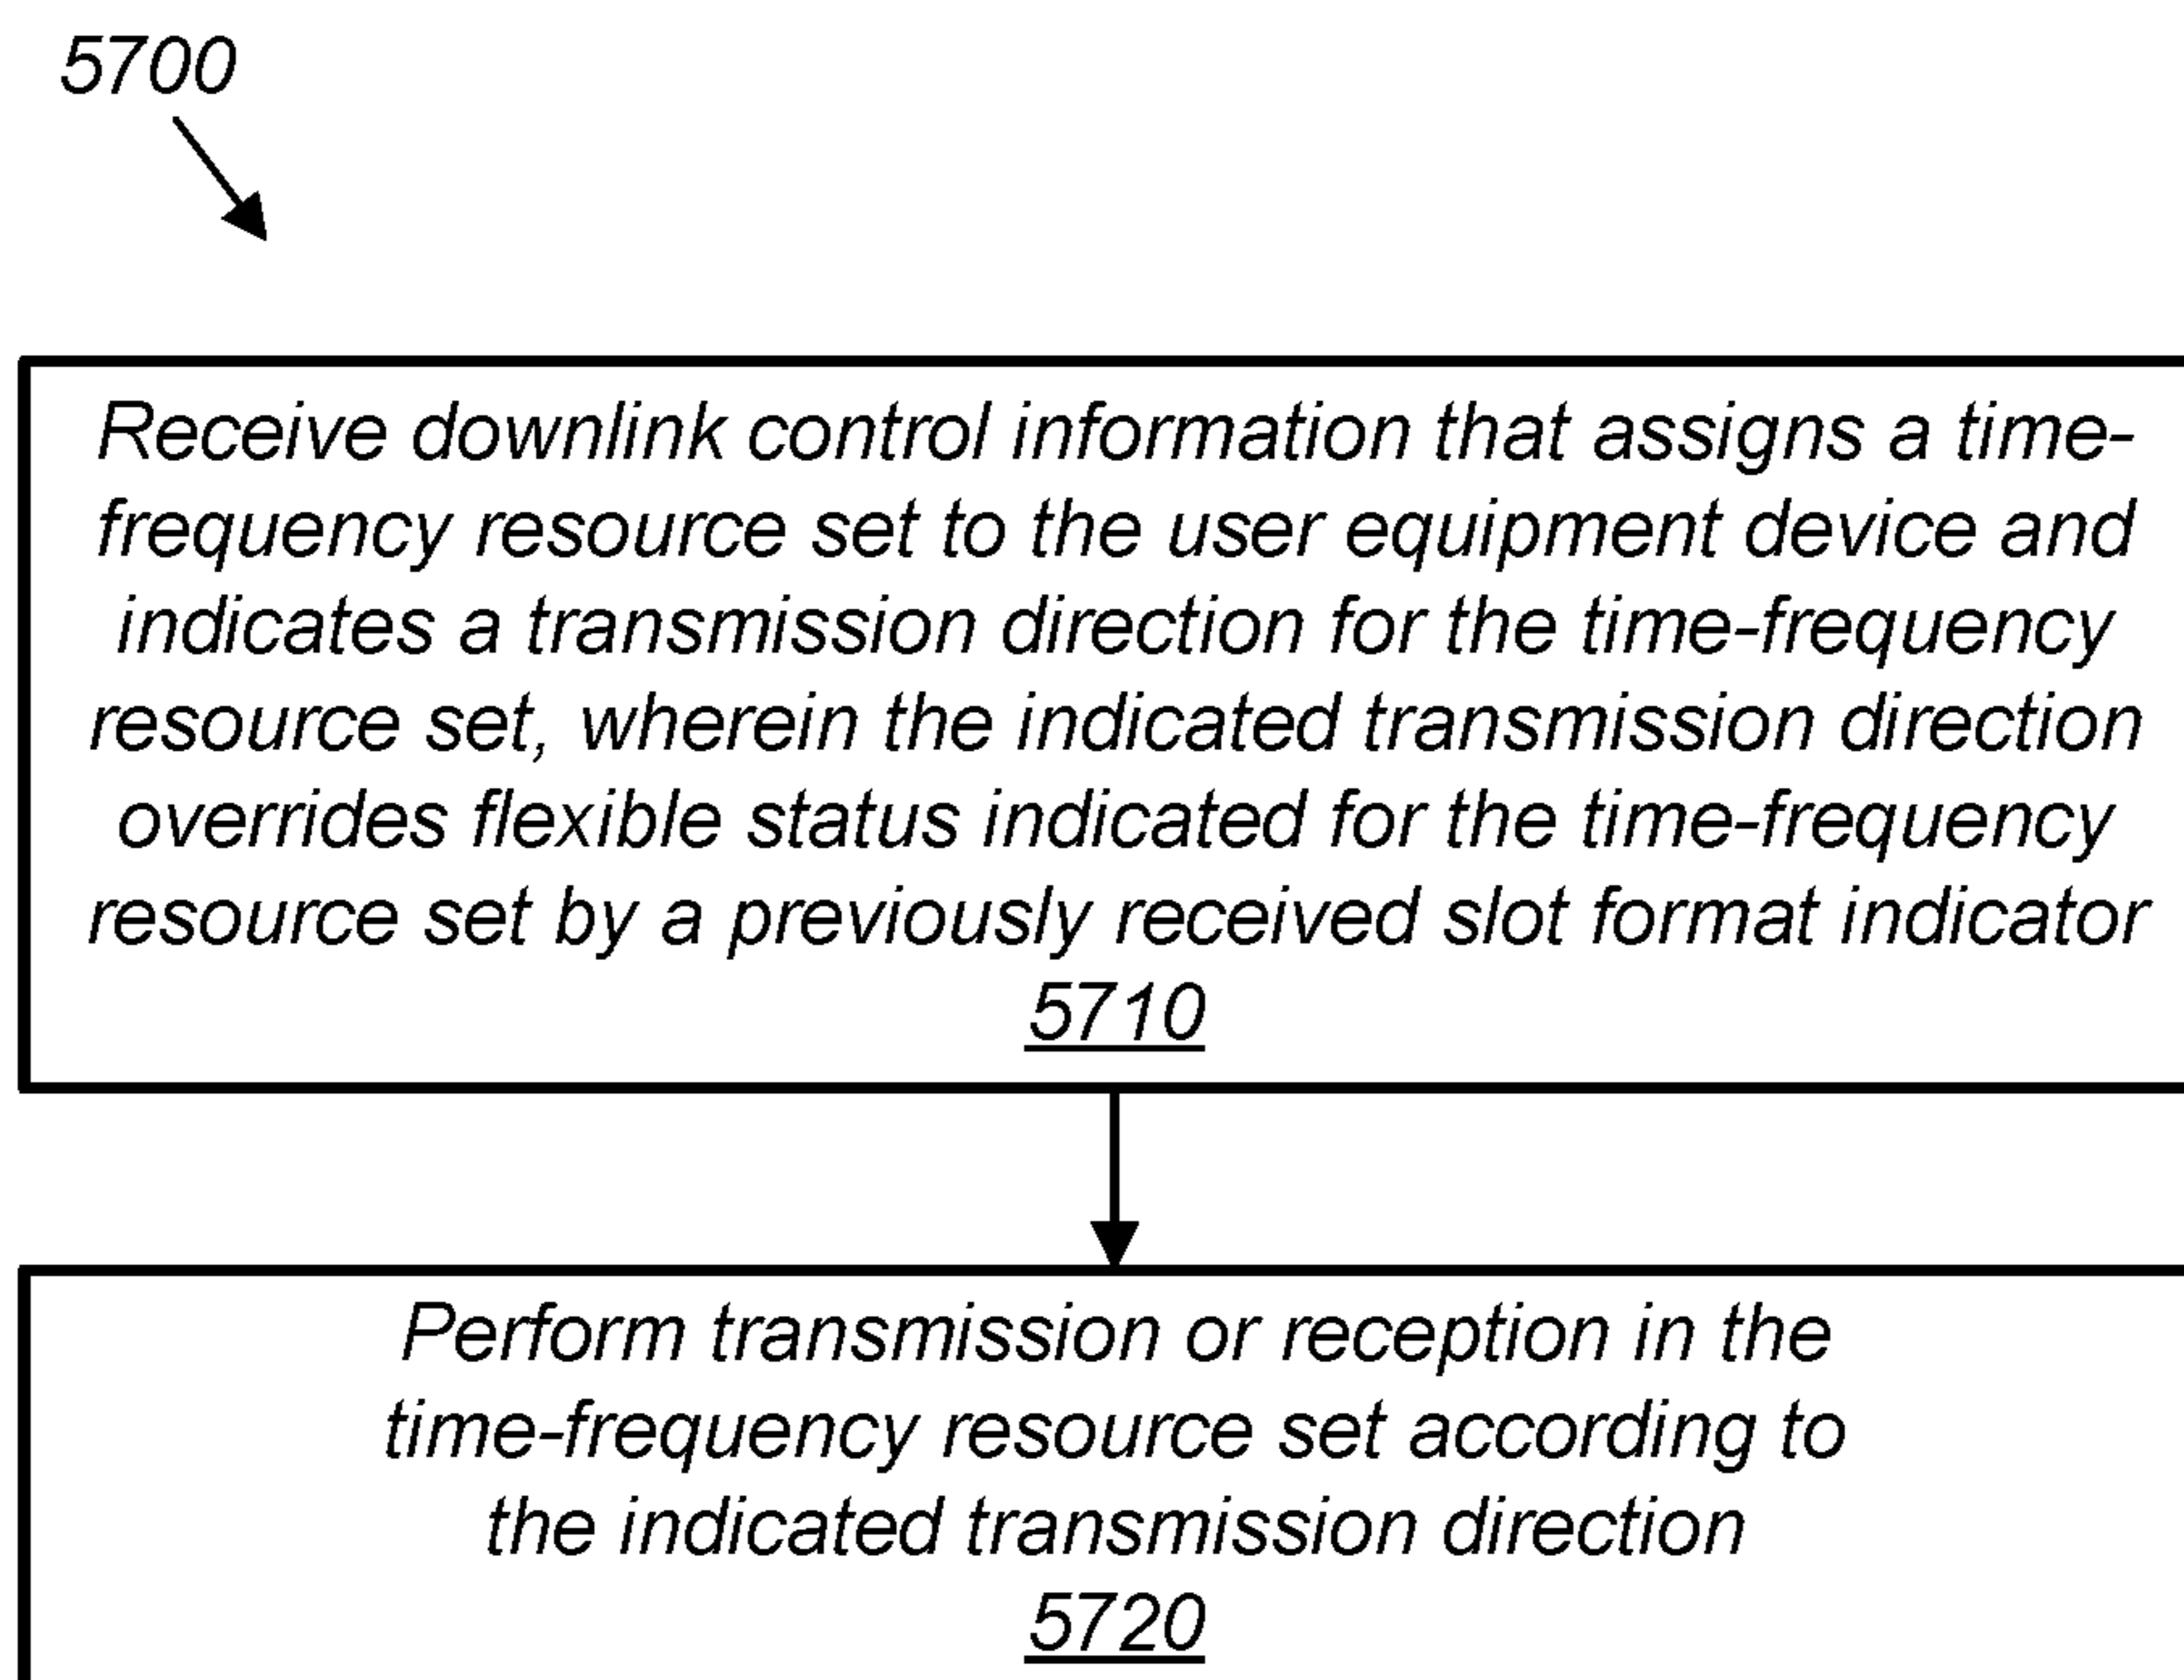 5700
Receive downlink control information that assigns a time-
frequency resource set to the user equipment device and
indicates a transmission direction for the time-frequency
resource set, wherein the indicated transmission direction
overrides flexible status indicated for the time-frequency
resource set by a previously received slot format indicator
5710
Perform transmission or reception in the
time-frequency resource set according to
the indicated transmission direction
5720